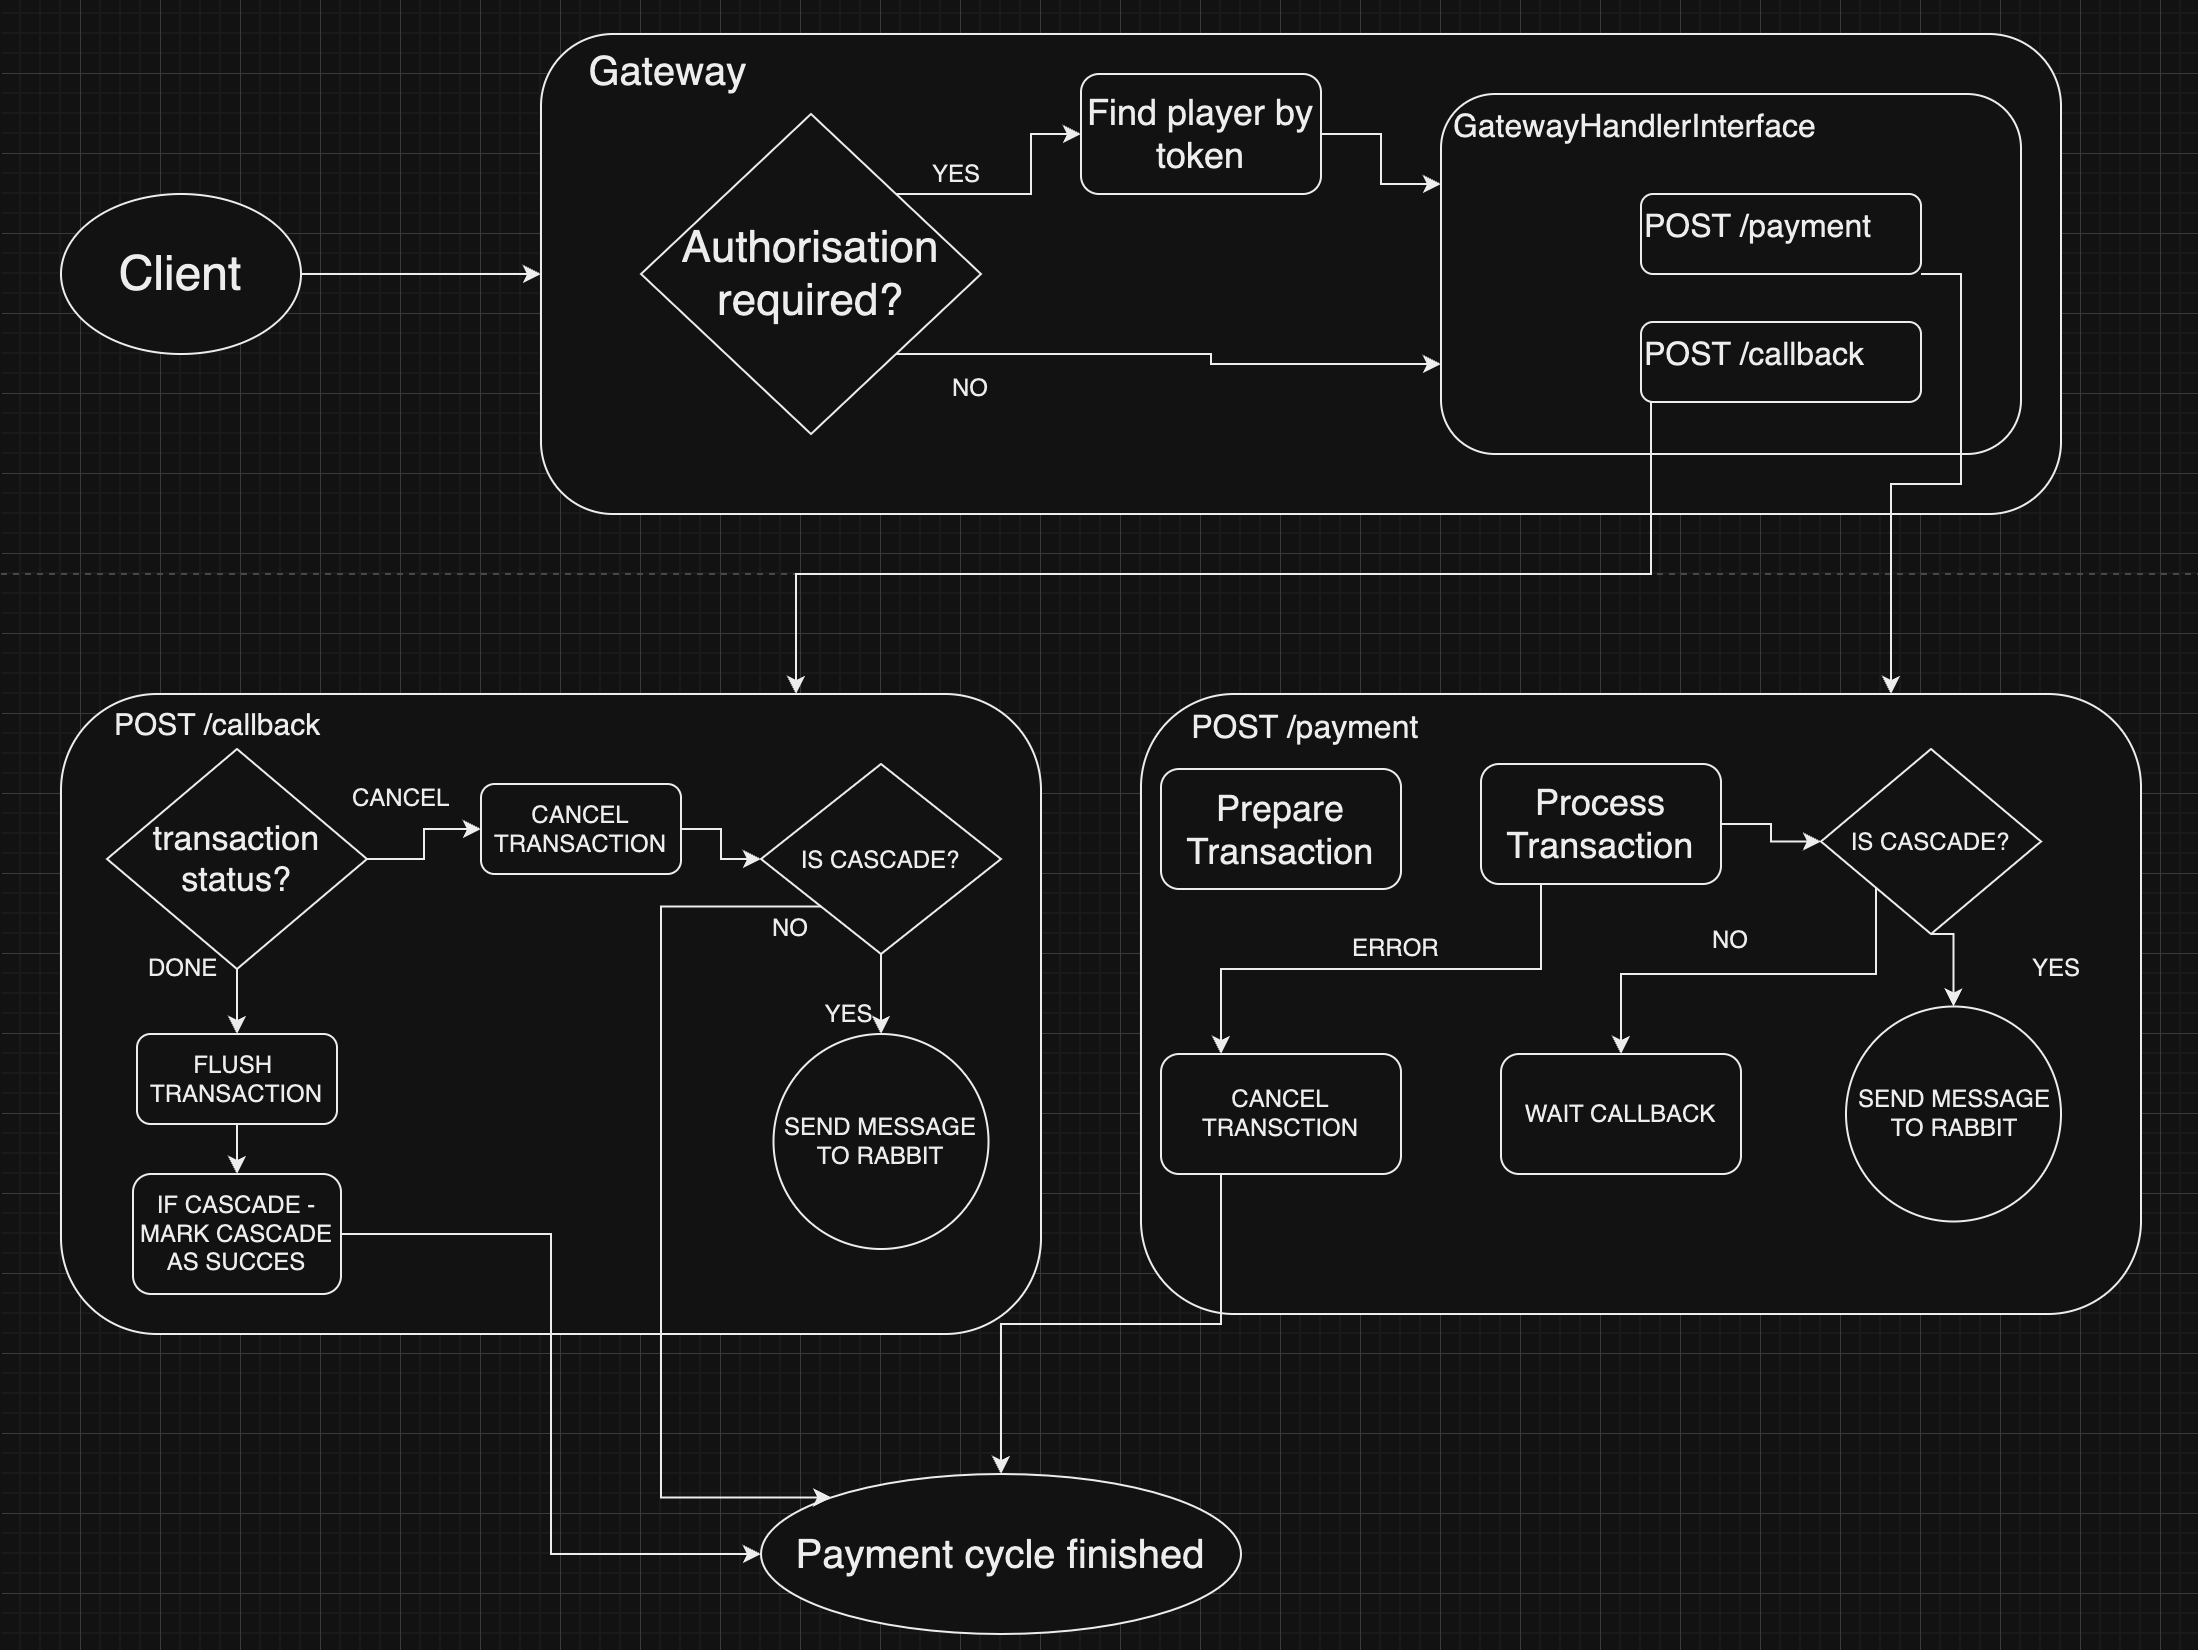 Gateway
Find player by
token
GatewayHandlerInterface
YES
POST /payment
Authorisation
required?
Client
POST /callback
NO
POST /callback
transaction
status?
CANCEL
CANCEL
TRANSACTION
IS CASCADE?
NO
DONE
YES
FLUSH
TRANSACTION
SEND MESSAGE
TO RABBIT
IF CASCADE -
MARK CASCADE
AS SUCCES
POST /payment
Prepare
Transaction
Process
Transaction
IS CASCADE?
ERROR
NO
YES
CANCEL
TRANSCTION
WAIT CALLBACK
SEND MESSAGE
TO RABBIT
Payment cycle finished